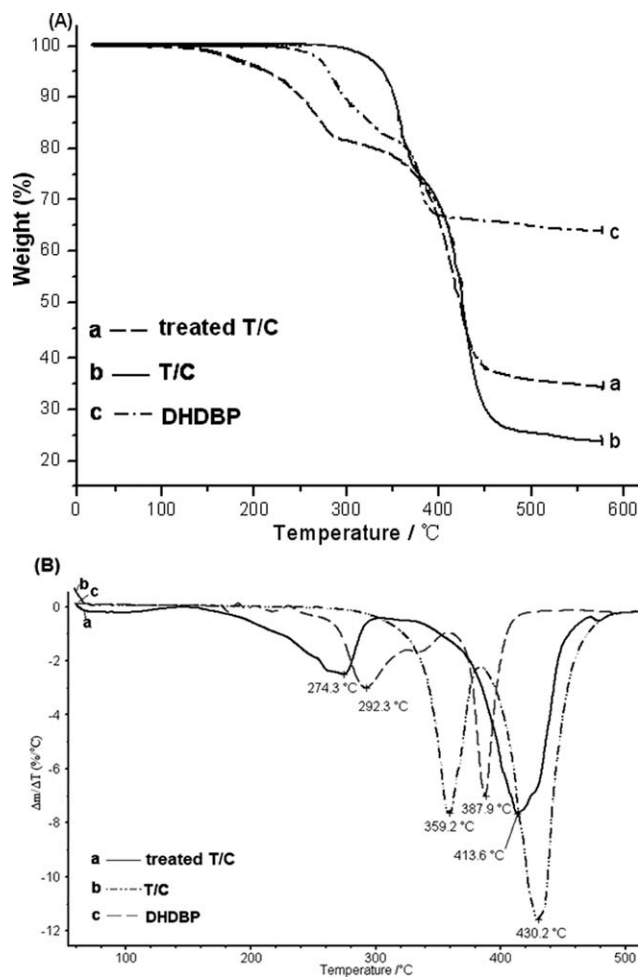 (A)
100
90
80
70
60
50
40
30
20
Weight (%)
c
a
b
a treated T/C
b T/C
c DHDBP
0 100 200 300 400 500 600
Temperature / ℃
(B)
b
c
a
0
-2
-4
-6
-8
-10
-12
Δm/ΔT (%/°C)
274.3 °C
292.3 °C
387.9 °C
359.2 °C
413.6 °C
430.2 °C
a treated T/C
b T/C
c DHDBP
100 200 300 400 500
Temperature /°C